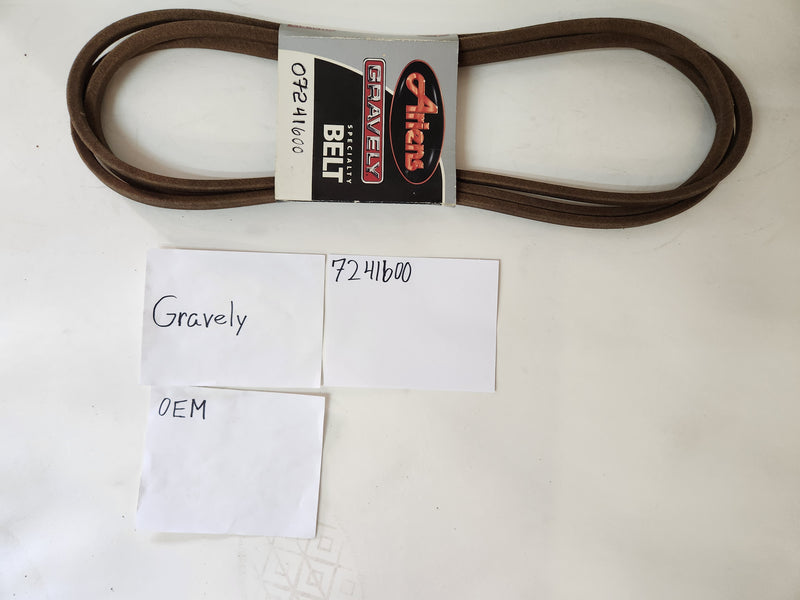 Ariens
GRAVELY
SPECIALTY
BELT
07241600
Gravely
7241600
OEM